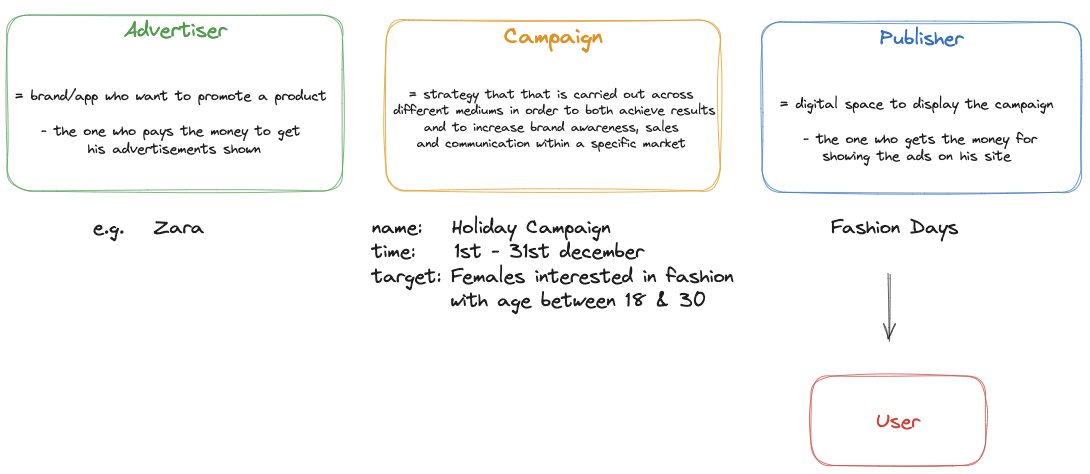 Advertiser
= brand/app who want to promote a product
- the one who pays the money to get
his advertisements shown
e.g. Zara
Campaign
= strategy that that is carried out across
different mediums in order to both achieve results
and to increase brand awareness, sales
and communication within a specific market
name: Holiday Campaign
time: 1st - 31st december
target: Females interested in fashion
with age between 18 & 30
Publisher
= digital space to display the campaign
- the one who gets the money for
showing the ads on his site
Fashion Days
User